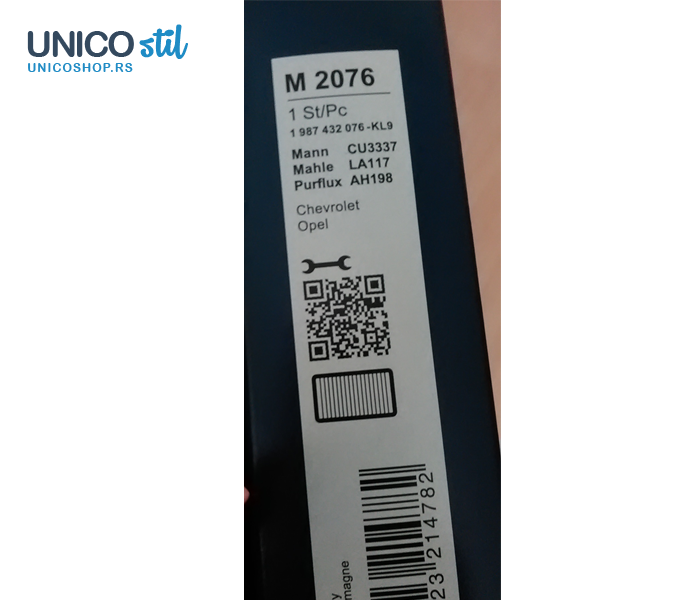 UNICO stil
UNICOSHOP.RS
M 2076
1 St/Pc
1 987 432 076-KL9
Mann CU3337
Mahle LA117
Purflux AH198
Chevrolet
Opel
23 214782
magne